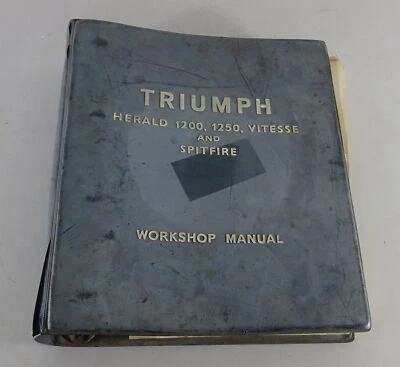 TRIUMPH
HERALD 1200, 1250, VITESSE
AND
SPITFIRE
WORKSHOP MANUAL